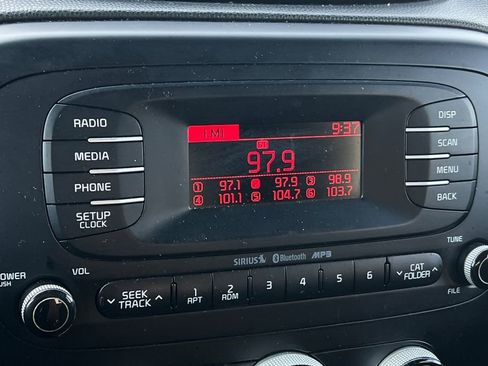 RADIO
MEDIA
PHONE
SETUP
CLOCK
FM1 9:37
97.9
1 97.1 2 97.9 3 98.9
4 101.1 5 104.7 6 103.7
DISP
SCAN
MENU
BACK
SIRIUS Bluetooth MP3
POWER
PUSH
VOL
SEEK
TRACK
1
RPT
2
RDM
3
4
5
6
CAT
FOLDER
TUNE
FILE